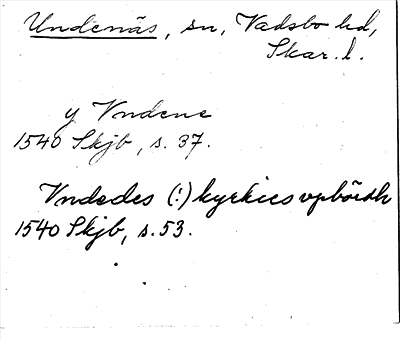 Undenäs, sn, Vadsbo hd,
Skar. l.
y Vndene
1540 Skjb, s. 37.
Vndedes (!) kyrkies vpbördh
1540 Skjb, s. 53.